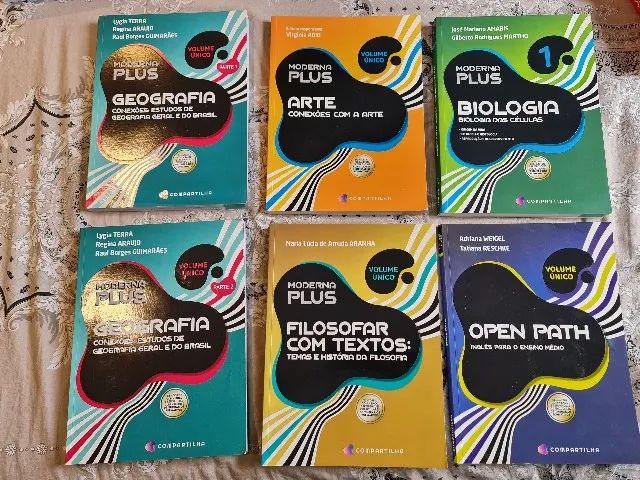 Lygia TERRA
Regina ARAUJO
Raul Borges GUIMARÃES
VOLUME
ÚNICO
PARTE 1
MODERNA
PLUS
GEOGRAFIA
CONEXÕES: ESTUDOS DE
GEOGRAFIA GERAL E DO BRASIL
COMPARTILHA
Virginia AOKI
VOLUME
ÚNICO
MODERNA
PLUS
ARTE
CONEXÕES COM A ARTE
COMPARTILHA
José Mariano AMABIS
Gilberto Rodrigues MARTHO
1
MODERNA
PLUS
BIOLOGIA
BIOLOGIA DAS CÉLULAS
COMPARTILHA
Lygia TERRA
Regina ARAUJO
Raul Borges GUIMARÃES
VOLUME
ÚNICO
PARTE 2
MODERNA
PLUS
GEOGRAFIA
CONEXÕES: ESTUDOS DE
GEOGRAFIA GERAL E DO BRASIL
COMPARTILHA
Maria Lúcia de Arruda ARANHA
VOLUME
ÚNICO
MODERNA
PLUS
FILOSOFAR
COM TEXTOS:
TEMAS E HISTÓRIA DA FILOSOFIA
COMPARTILHA
Adriana WEIGEL
Tatiana RESCHKE
VOLUME
ÚNICO
OPEN PATH
INGLÊS PARA O ENSINO MÉDIO
COMPARTILHA